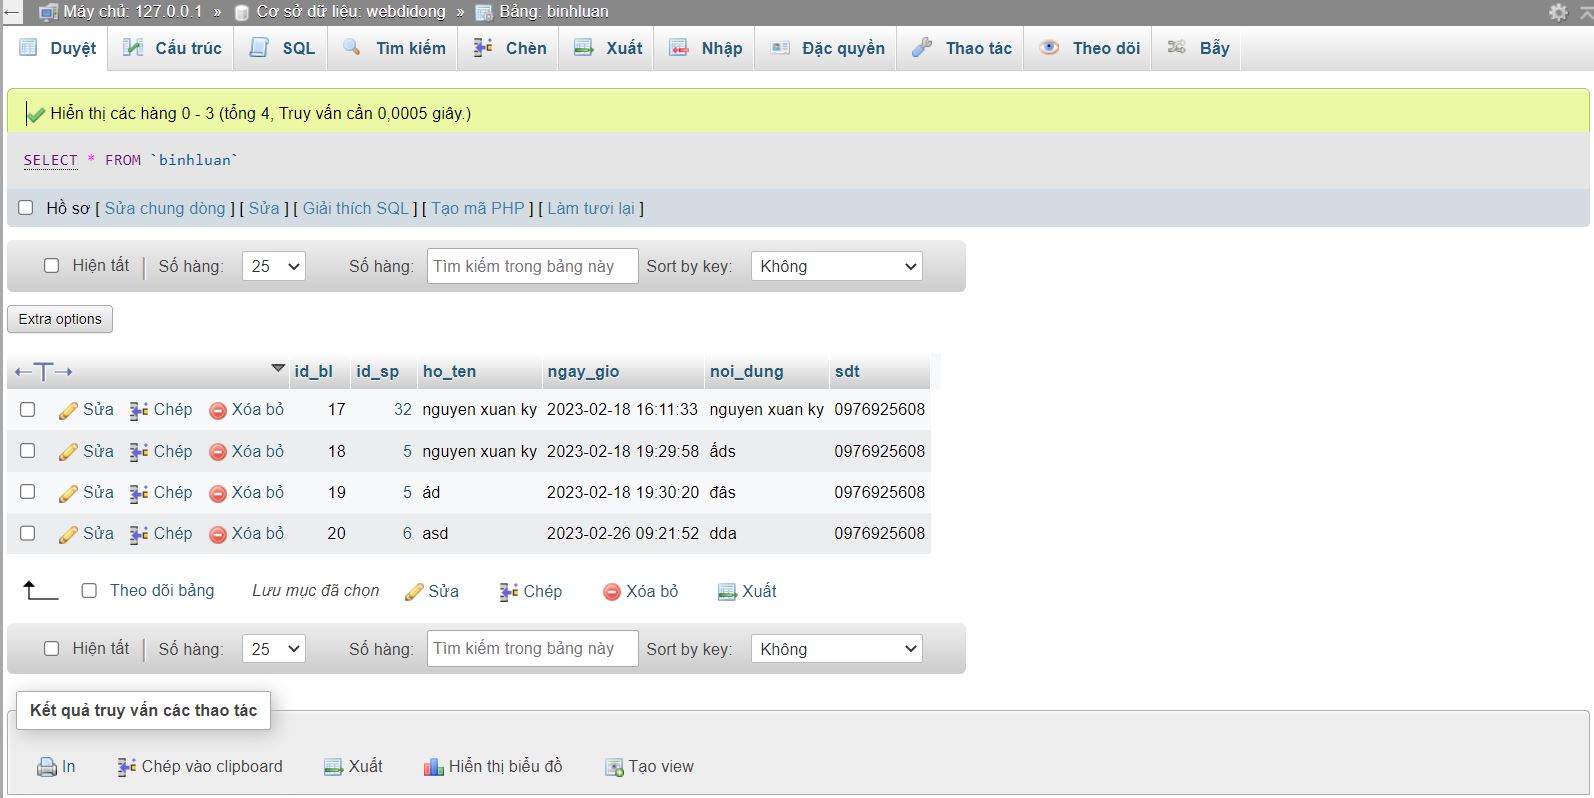 Máy chủ: 127.0.0.1 » Cơ sở dữ liệu: webdidong » Bảng: binhluan
Duyệt Cấu trúc SQL Tìm kiếm Chèn Xuất Nhập Đặc quyền Thao tác Theo dõi Bẫy
Hiển thị các hàng 0 - 3 (tổng 4, Truy vấn cần 0,0005 giây.)
SELECT * FROM `binhluan`
Hồ sơ [ Sửa chung dòng ] [ Sửa ] [ Giải thích SQL ] [ Tạo mã PHP ] [ Làm tươi lại ]
Hiện tất Số hàng: 25 Số hàng: Tìm kiếm trong bảng này Sort by key: Không
Extra options
id_bl id_sp ho_ten ngay_gio noi_dung sdt
Sửa Chép Xóa bỏ 17 32 nguyen xuan ky 2023-02-18 16:11:33 nguyen xuan ky 0976925608
Sửa Chép Xóa bỏ 18 5 nguyen xuan ky 2023-02-18 19:29:58 ấds 0976925608
Sửa Chép Xóa bỏ 19 5 ád 2023-02-18 19:30:20 đâs 0976925608
Sửa Chép Xóa bỏ 20 6 asd 2023-02-26 09:21:52 dda 0976925608
Theo dõi bảng Lưu mục đã chọn Sửa Chép Xóa bỏ Xuất
Hiện tất Số hàng: 25 Số hàng: Tìm kiếm trong bảng này Sort by key: Không
Kết quả truy vấn các thao tác
In Chép vào clipboard Xuất Hiển thị biểu đồ Tạo view